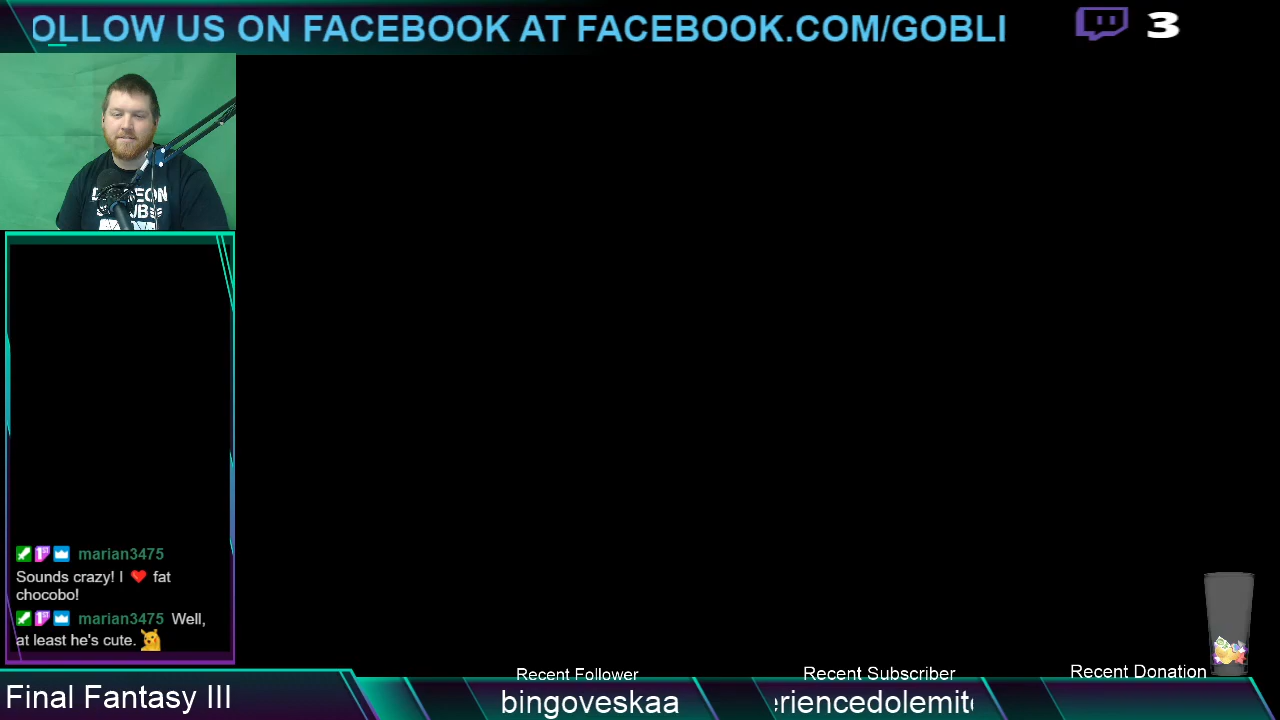 OLLOW US ON FACEBOOK AT FACEBOOK.COM/GOBLI
3
marian3475
Sounds crazy! I ❤ fat
chocobo!
marian3475 Well,
at least he's cute.
Final Fantasy III
Recent Follower
bingoveskaa
Recent Subscriber
riencedolemit
Recent Donation